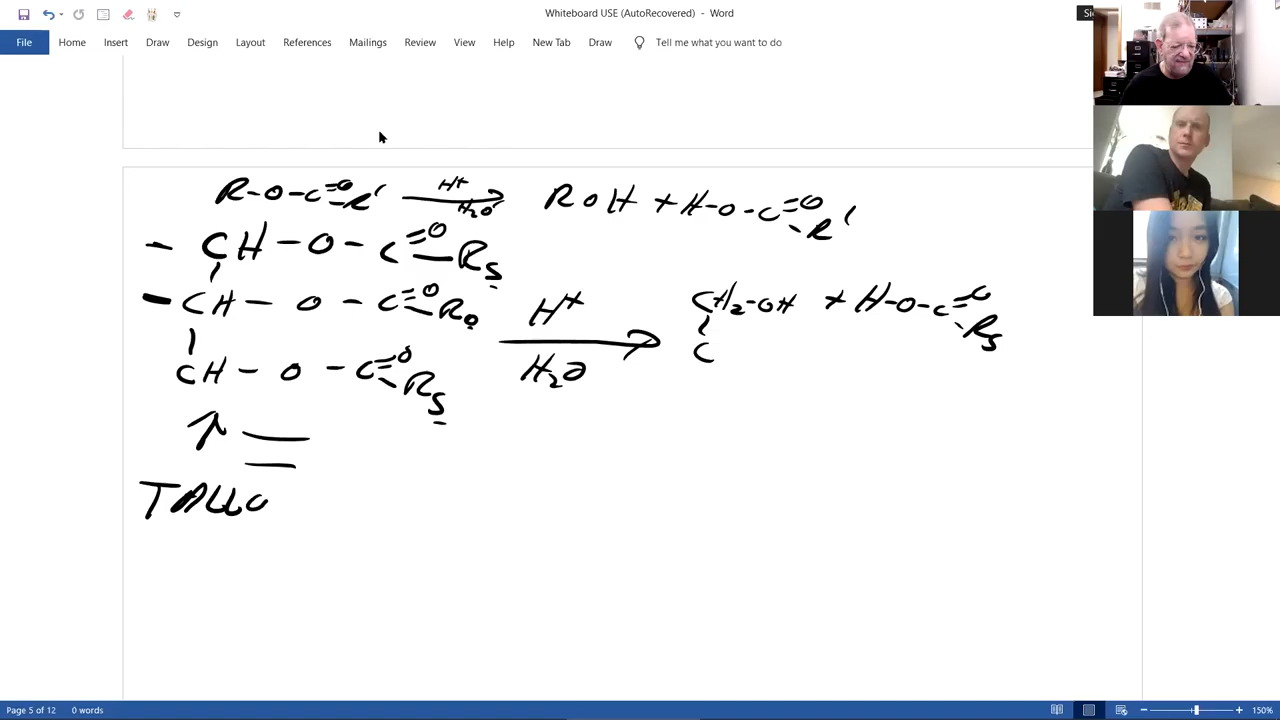 Whiteboard USE (AutoRecovered) - Word
File Home Insert Draw Design Layout References Mailings Review View Help New Tab Draw Tell me what you want to do
R-O-C=O-R' H+ H2O ROH + H-O-C=O-R'
- CH-O-C=O-Rs
- CH-O-C=O-Ro H+ CH2-OH + H-O-C=O-Rs
CH-O-C=O-Rs H2O C
TALLO
Page 5 of 12 0 words 150%